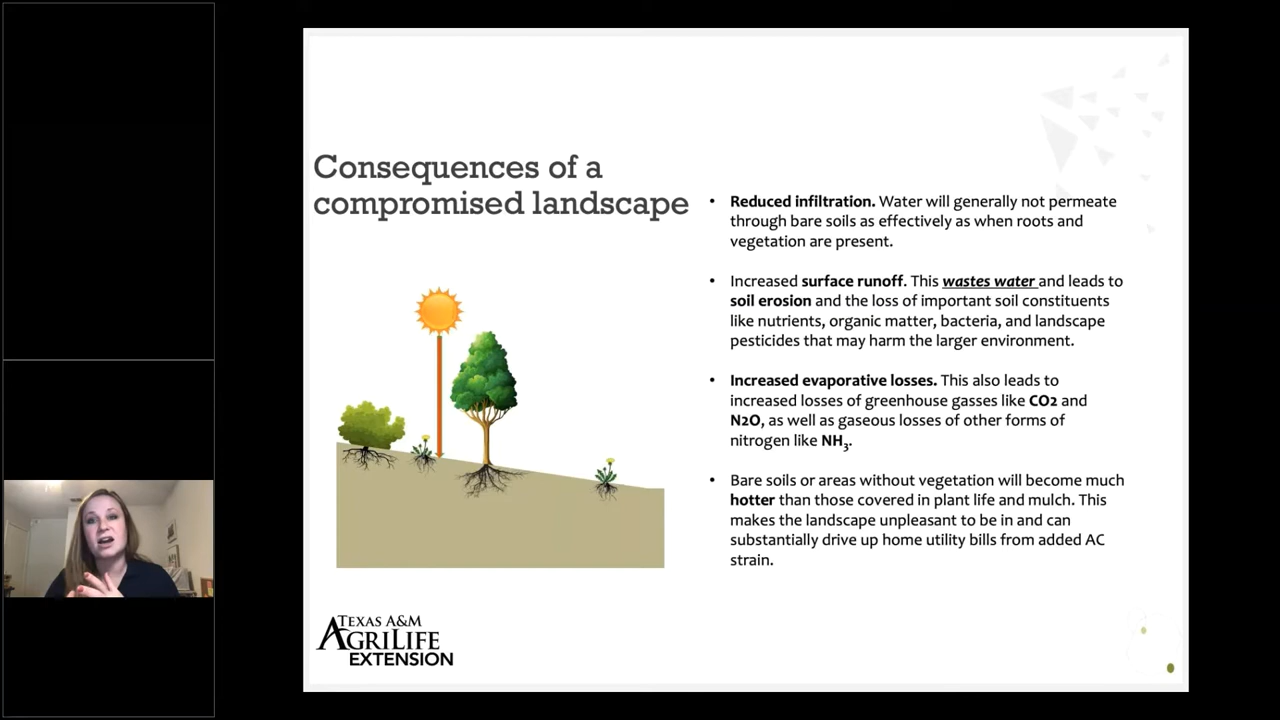 Consequences of a
compromised landscape
• Reduced infiltration. Water will generally not permeate
through bare soils as effectively as when roots and
vegetation are present.
• Increased surface runoff. This wastes water and leads to
soil erosion and the loss of important soil constituents
like nutrients, organic matter, bacteria, and landscape
pesticides that may harm the larger environment.
• Increased evaporative losses. This also leads to
increased losses of greenhouse gasses like CO2 and
N2O, as well as gaseous losses of other forms of
nitrogen like NH3.
• Bare soils or areas without vegetation will become much
hotter than those covered in plant life and mulch. This
makes the landscape unpleasant to be in and can
substantially drive up home utility bills from added AC
strain.
TEXAS A&M
AGRILIFE
EXTENSION